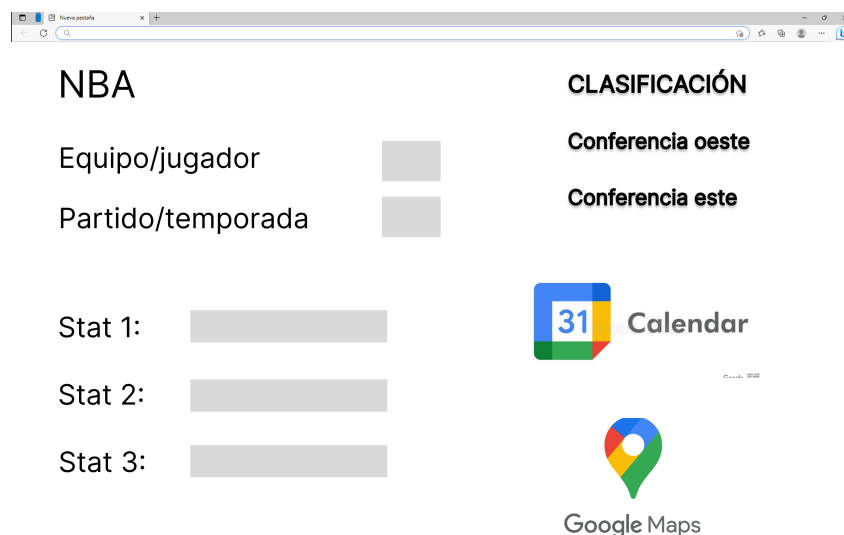 Nueva pestaña
NBA
Equipo/jugador
Partido/temporada
Stat 1:
Stat 2:
Stat 3:
CLASIFICACIÓN
Conferencia oeste
Conferencia este
31 Calendar
Google
Google Maps